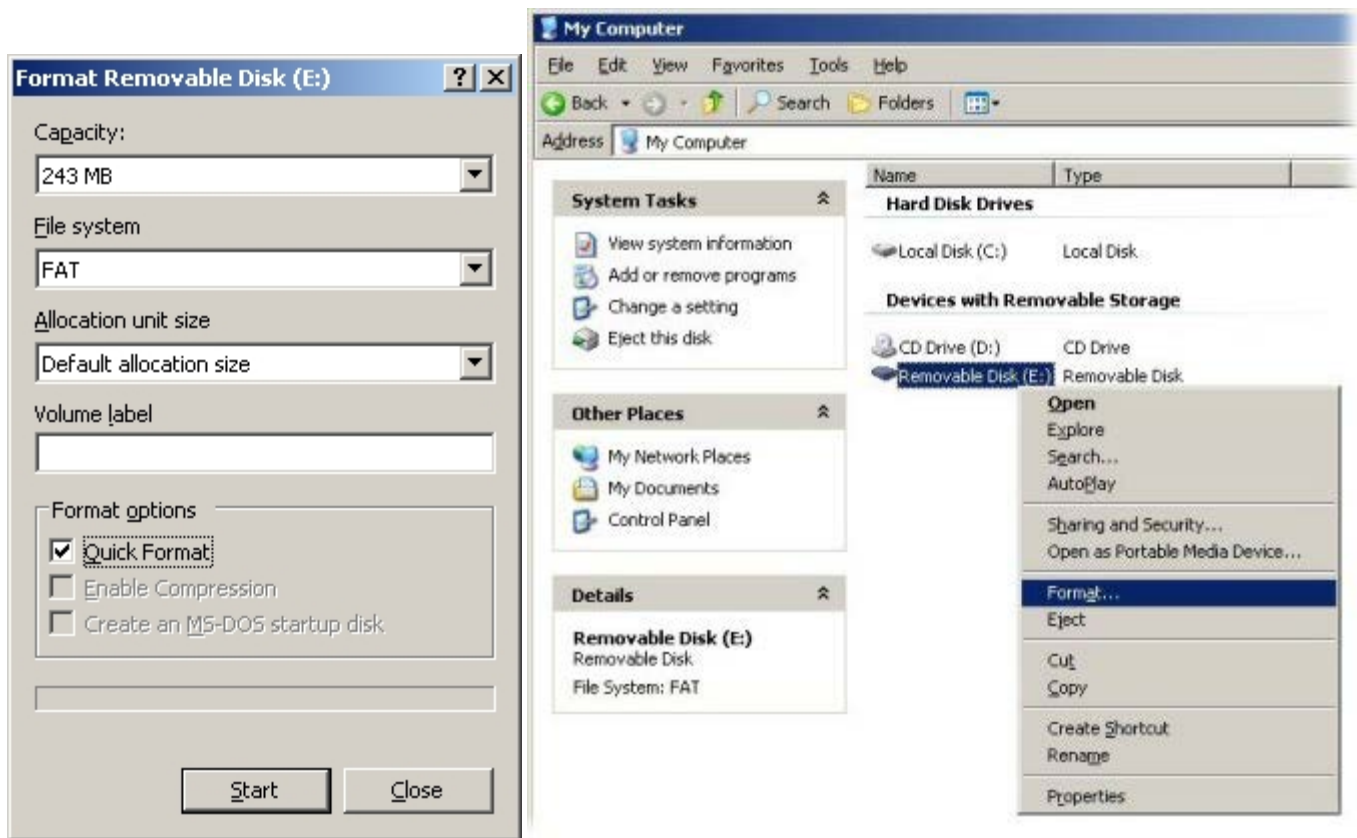 Format Removable Disk (E:)
Capacity:
243 MB
File system
FAT
Allocation unit size
Default allocation size
Volume label
Format options
Quick Format
Enable Compression
Create an MS-DOS startup disk
Start Close
My Computer
File Edit View Favorites Tools Help
Back Search Folders
Address My Computer
System Tasks
View system information
Add or remove programs
Change a setting
Eject this disk
Other Places
My Network Places
My Documents
Control Panel
Details
Removable Disk (E:)
Removable Disk
File System: FAT
Name Type
Hard Disk Drives
Local Disk (C:) Local Disk
Devices with Removable Storage
CD Drive (D:) CD Drive
Removable Disk (E:) Removable Disk
Open
Explore
Search...
AutoPlay
Sharing and Security...
Open as Portable Media Device...
Format...
Eject
Cut
Copy
Create Shortcut
Rename
Properties